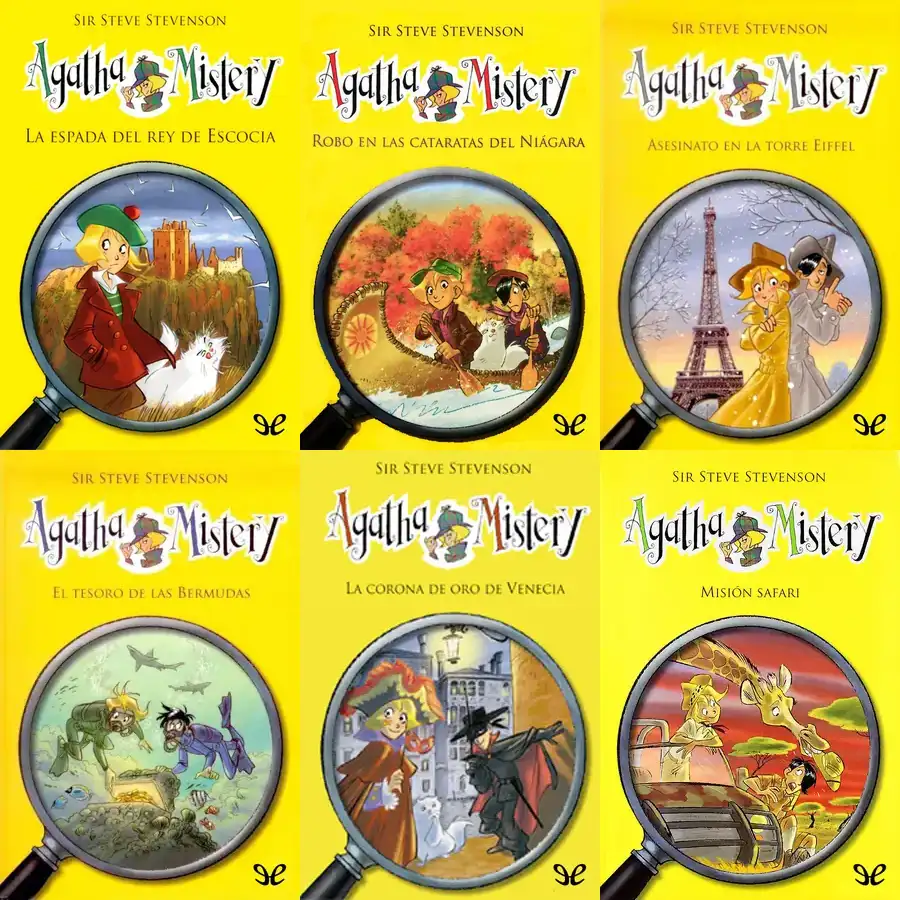 SIR STEVE STEVENSON
Agatha Mistery
LA ESPADA DEL REY DE ESCOCIA
SIR STEVE STEVENSON
Agatha Mistery
ROBO EN LAS CATARATAS DEL NIÁGARA
SIR STEVE STEVENSON
Agatha Mistery
ASESINATO EN LA TORRE EIFFEL
SIR STEVE STEVENSON
Agatha Mistery
EL TESORO DE LAS BERMUDAS
SIR STEVE STEVENSON
Agatha Mistery
LA CORONA DE ORO DE VENECIA
SIR STEVE STEVENSON
Agatha Mistery
MISIÓN SAFARI